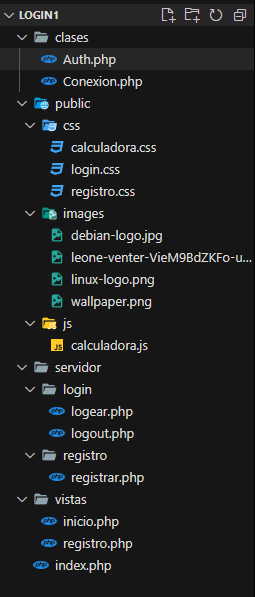 LOGIN1
clases
Auth.php
Conexion.php
public
css
calculadora.css
login.css
registro.css
images
debian-logo.jpg
leone-venter-VieM9BdZKFo-u...
linux-logo.png
wallpaper.png
js
JS calculadora.js
servidor
login
logear.php
logout.php
registro
registrar.php
vistas
inicio.php
registro.php
index.php